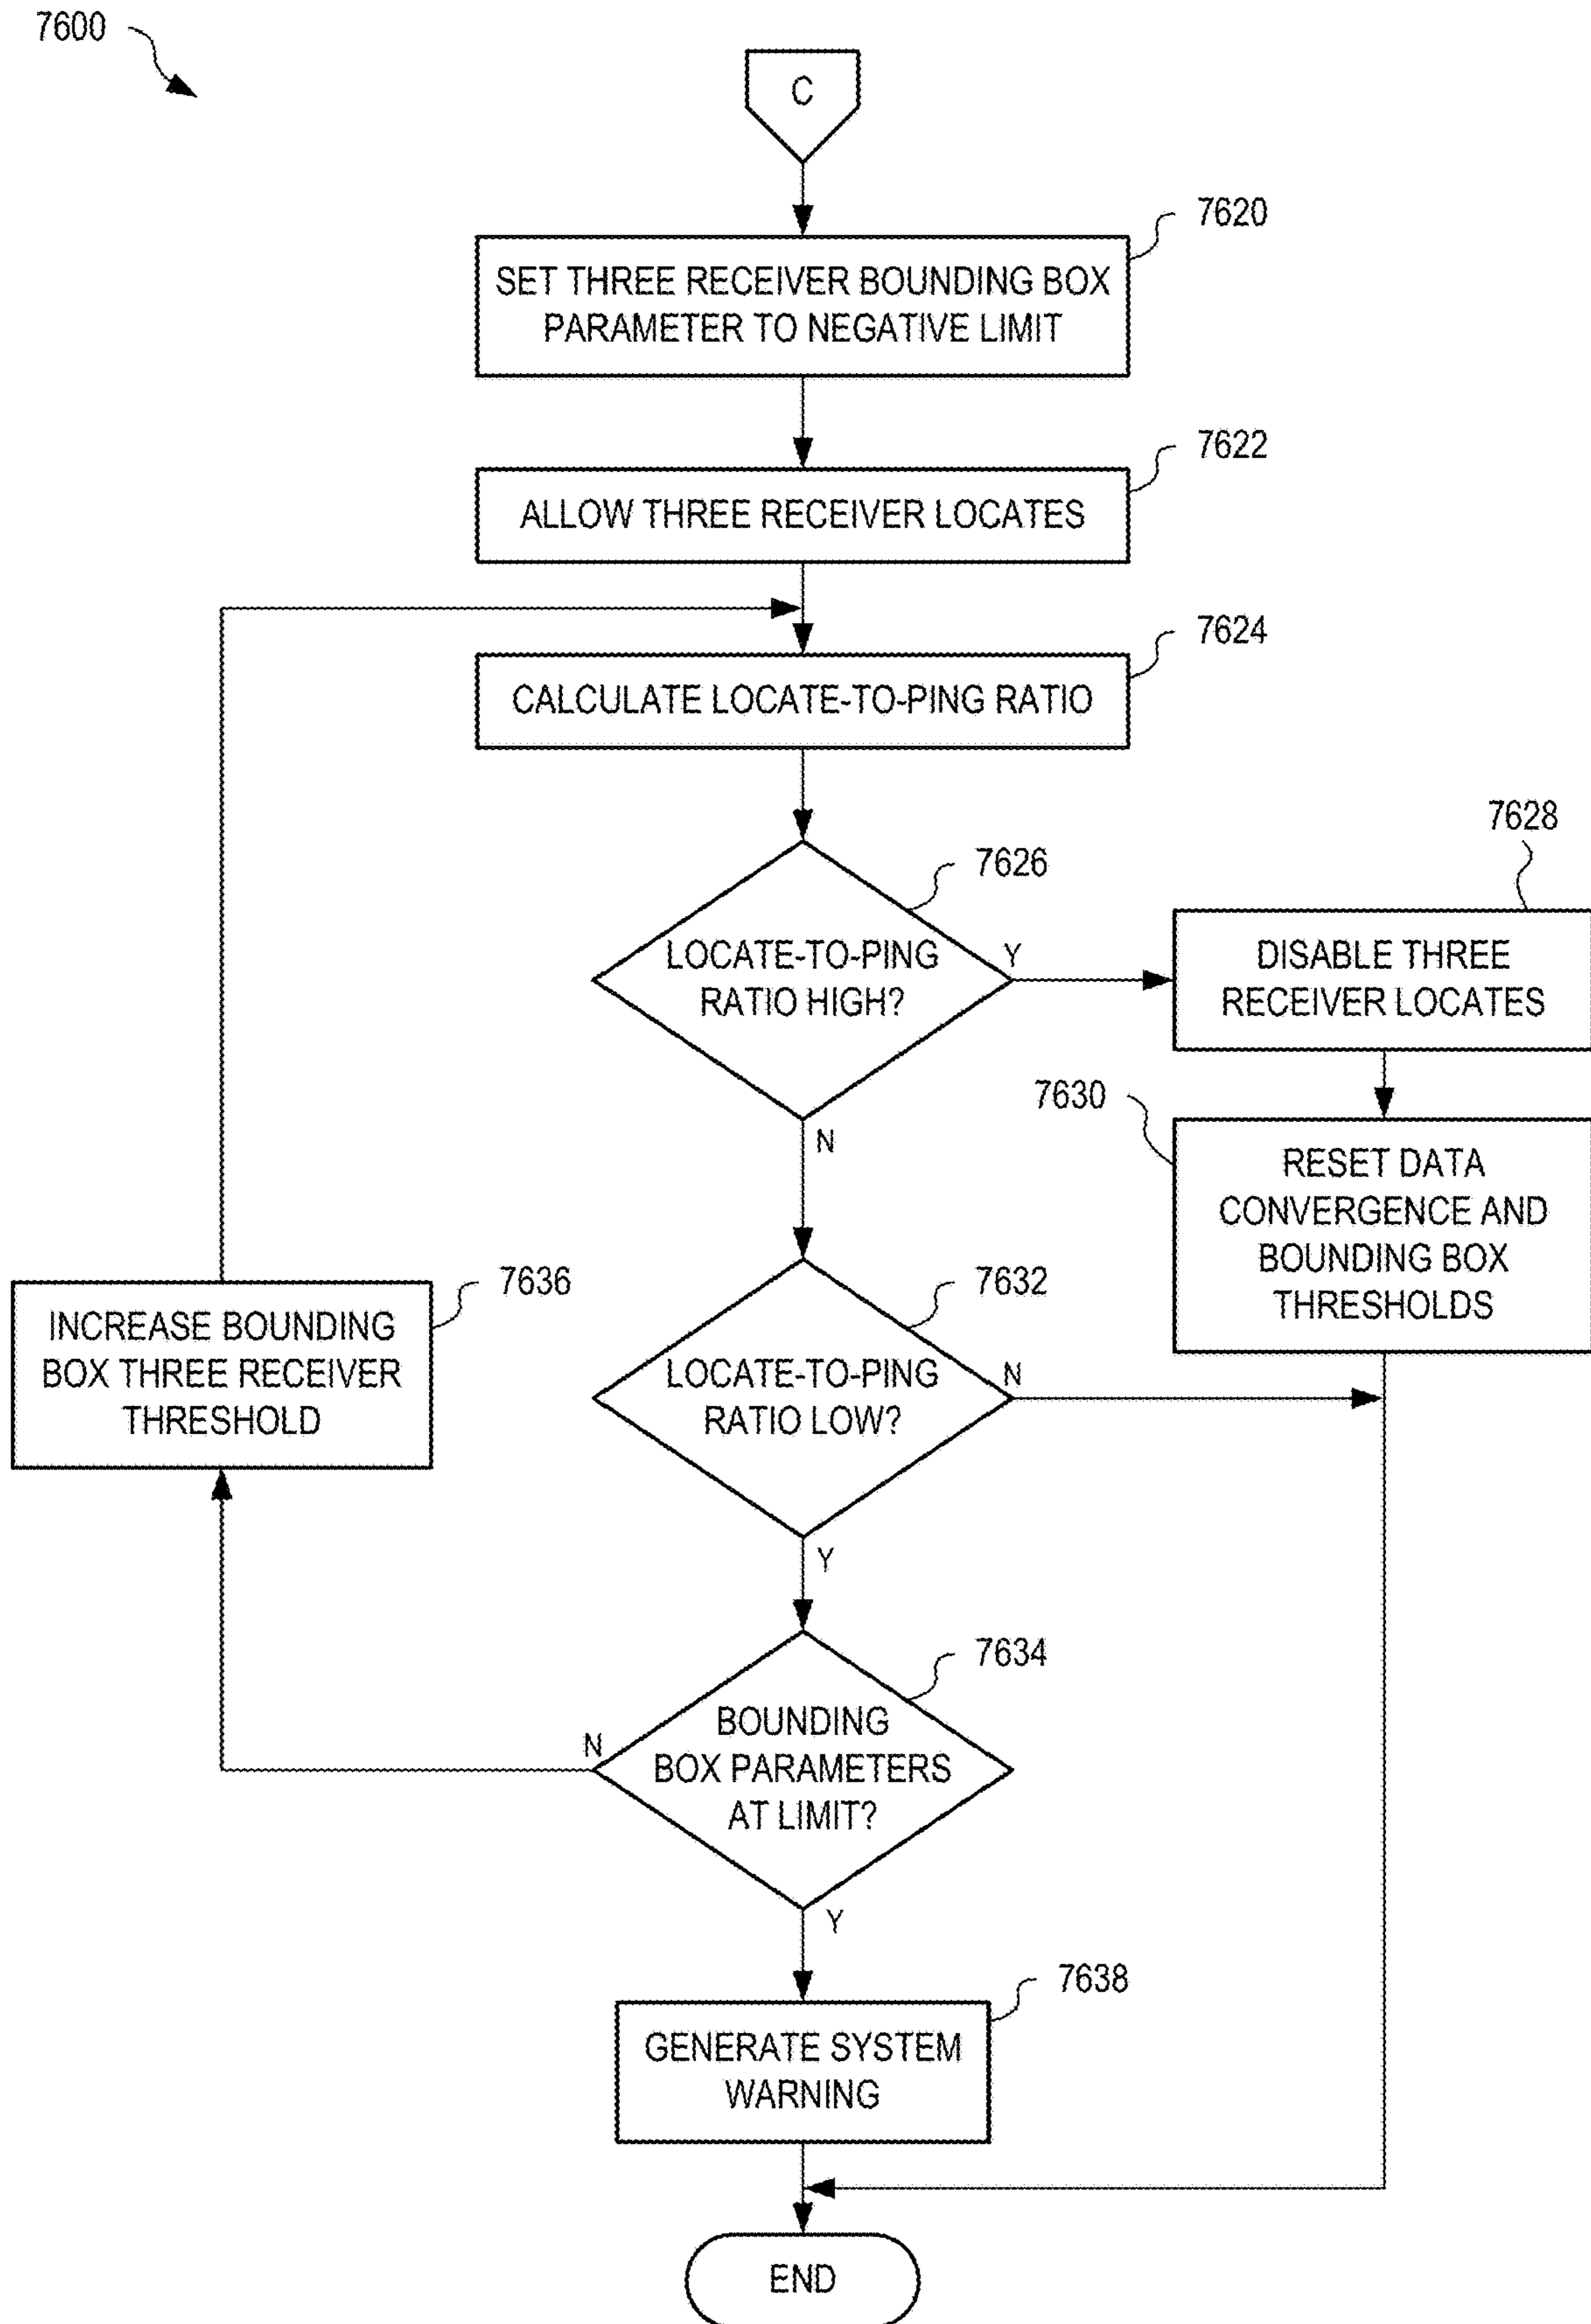 7600
C
7620
SET THREE RECEIVER BOUNDING BOX
PARAMETER TO NEGATIVE LIMIT
7622
ALLOW THREE RECEIVER LOCATES
7624
CALCULATE LOCATE-TO-PING RATIO
7626
LOCATE-TO-PING
RATIO HIGH?
Y
N
7628
DISABLE THREE
RECEIVER LOCATES
7630
RESET DATA
CONVERGENCE AND
BOUNDING BOX
THRESHOLDS
7632
LOCATE-TO-PING
RATIO LOW?
N
Y
7636
INCREASE BOUNDING
BOX THREE RECEIVER
THRESHOLD
7634
BOUNDING
BOX PARAMETERS
AT LIMIT?
N
Y
7638
GENERATE SYSTEM
WARNING
END